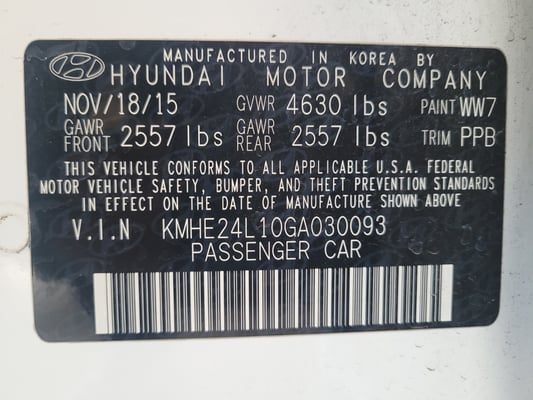 MANUFACTURED IN KOREA BY
HYUNDAI MOTOR COMPANY
NOV/18/15 GVWR 4630 lbs PAINT WW7
GAWR FRONT 2557 lbs GAWR REAR 2557 lbs TRIM PPB
THIS VEHICLE CONFORMS TO ALL APPLICABLE U.S.A. FEDERAL
MOTOR VEHICLE SAFETY, BUMPER, AND THEFT PREVENTION STANDARDS
IN EFFECT ON THE DATE OF MANUFACTURE SHOWN ABOVE
V.I.N KMHE24L10GA030093
PASSENGER CAR